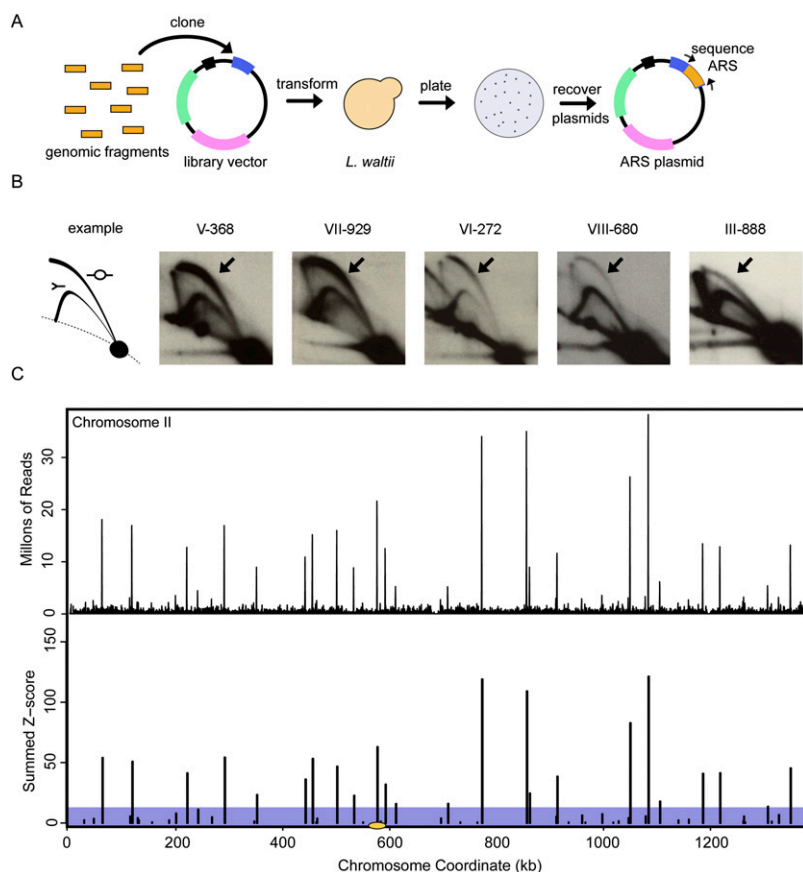 A
clone
transform
plate
recover
plasmids
sequence
ARS
genomic fragments
library vector
L. waltii
ARS plasmid
B
example
V-368
VII-929
VI-272
VIII-680
III-888
Y
C
Chromosome II
Millons of Reads
30
20
10
0
Summed Z-score
150
100
50
0
0
200
400
600
800
1000
1200
Chromosome Coordinate (kb)